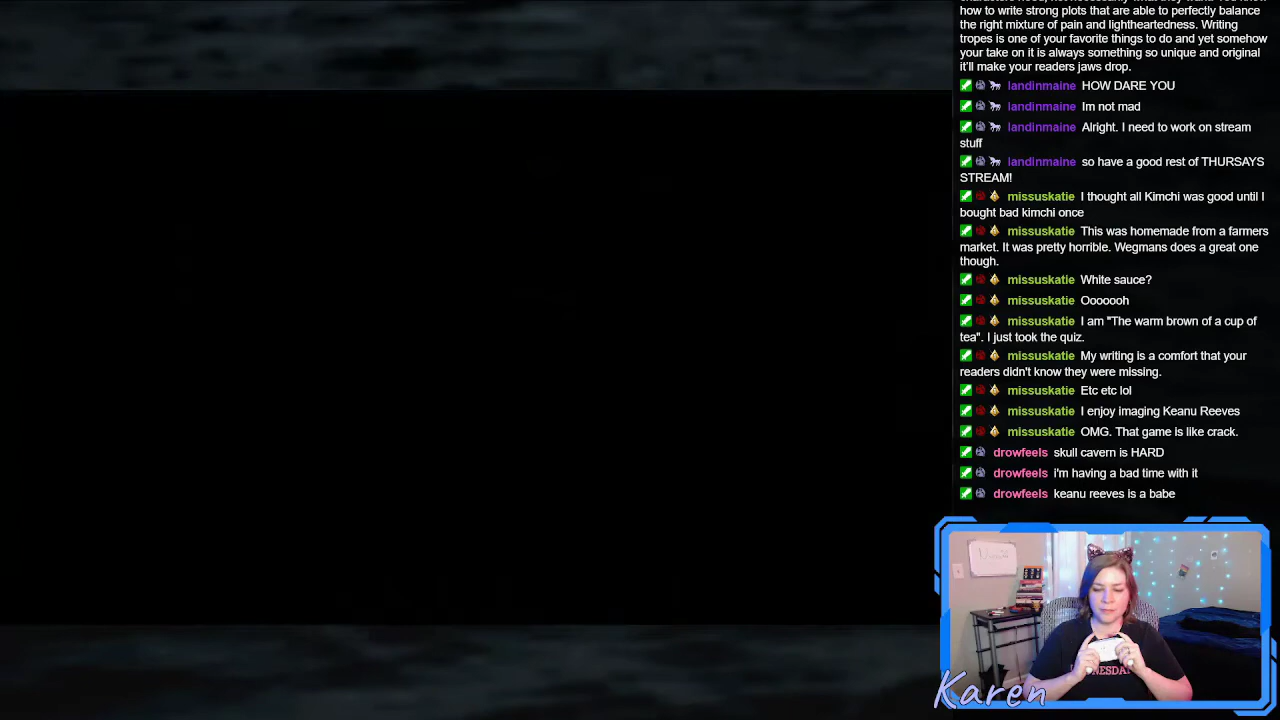 how to write strong plots that are able to perfectly balance
the right mixture of pain and lightheartedness. Writing
tropes is one of your favorite things to do and yet somehow
your take on it is always something so unique and original
it'll make your readers jaws drop.
landinmaine HOW DARE YOU
landinmaine Im not mad
landinmaine Alright. I need to work on stream
stuff
landinmaine so have a good rest of THURSAYS
STREAM!
missuskatie I thought all Kimchi was good until I
bought bad kimchi once
missuskatie This was homemade from a farmers
market. It was pretty horrible. Wegmans does a great one
though.
missuskatie White sauce?
missuskatie Ooooooh
missuskatie I am "The warm brown of a cup of
tea". I just took the quiz.
missuskatie My writing is a comfort that your
readers didn't know they were missing.
missuskatie Etc etc lol
missuskatie I enjoy imaging Keanu Reeves
missuskatie OMG. That game is like crack.
drowfeels skull cavern is HARD
drowfeels i'm having a bad time with it
drowfeels keanu reeves is a babe
Karen